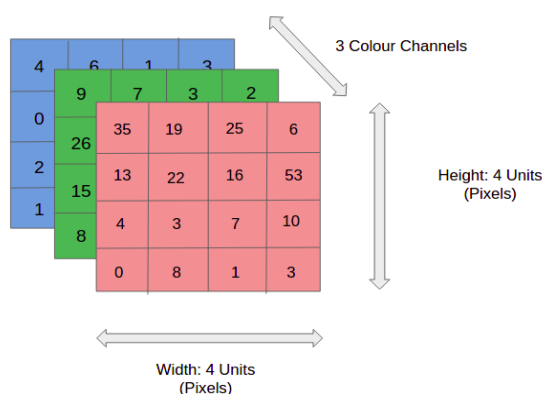 3 Colour Channels
4 6 1 3
9 7 3 2
0
26
35 19 25 6
2
15
13 22 16 53
1
8
4 3 7 10
0 8 1 3
Height: 4 Units
(Pixels)
Width: 4 Units
(Pixels)